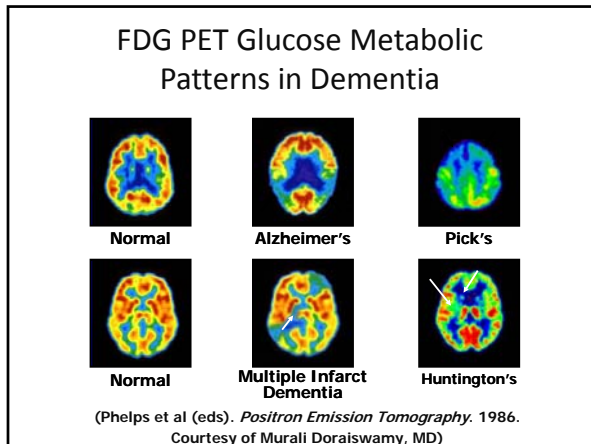 FDG PET Glucose Metabolic
Patterns in Dementia
Normal
Alzheimer's
Pick's
Normal
Multiple Infarct
Dementia
Huntington's
(Phelps et al (eds). Positron Emission Tomography. 1986.
Courtesy of Murali Doraiswamy, MD)